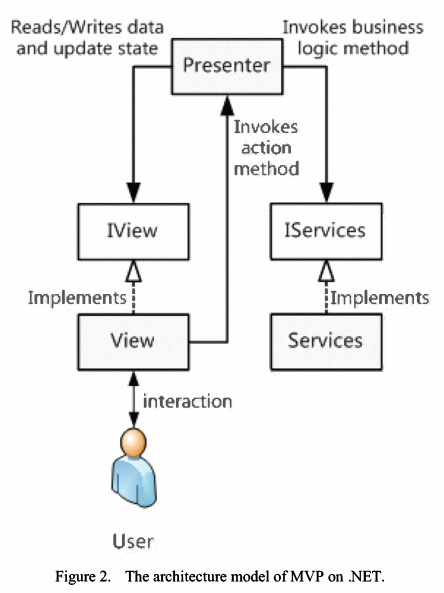 Reads/Writes data
and update state
Invokes business
logic method
Presenter
Invokes
action
method
IView
IServices
Implements
Implements
View
Services
interaction
User
Figure 2. The architecture model of MVP on .NET.